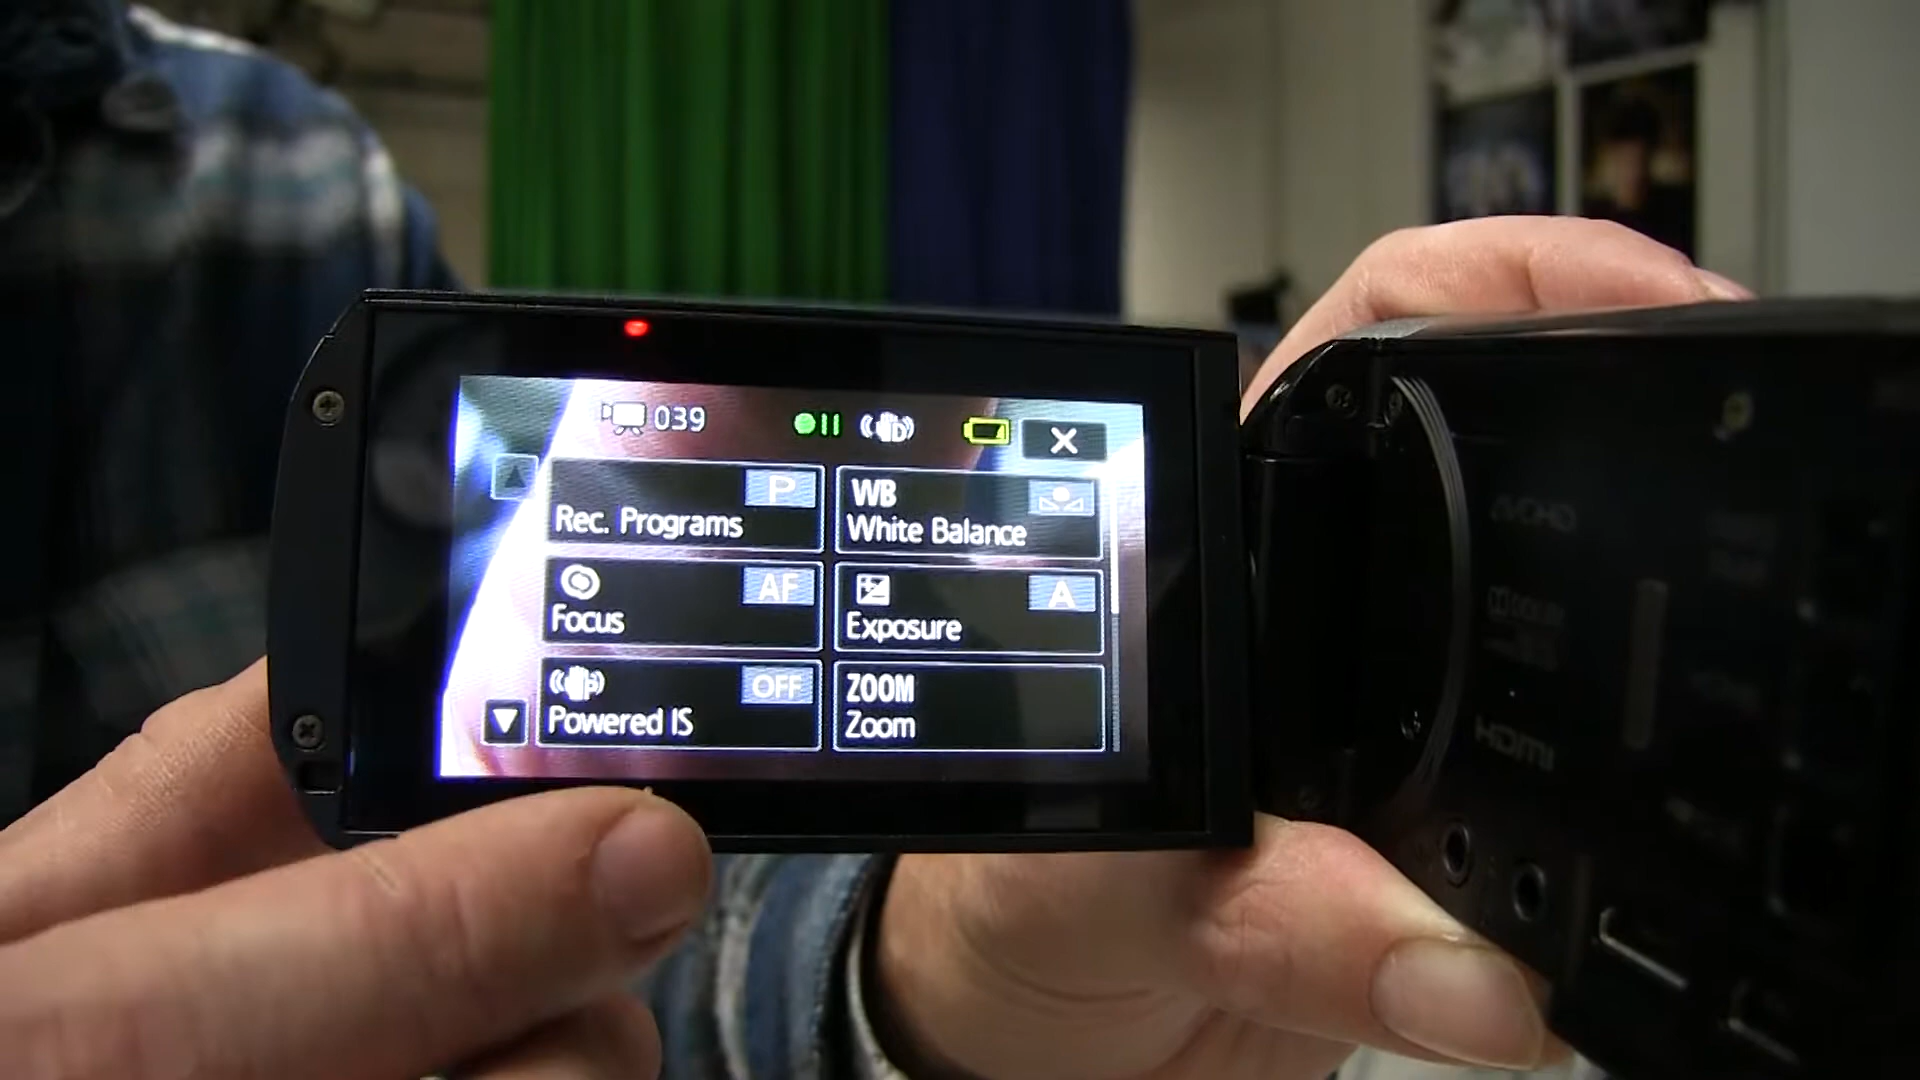 039
P
Rec. Programs
WB
White Balance
AF
Focus
A
Exposure
OFF
Powered IS
ZOOM
Zoom
AVCHD
HDMI